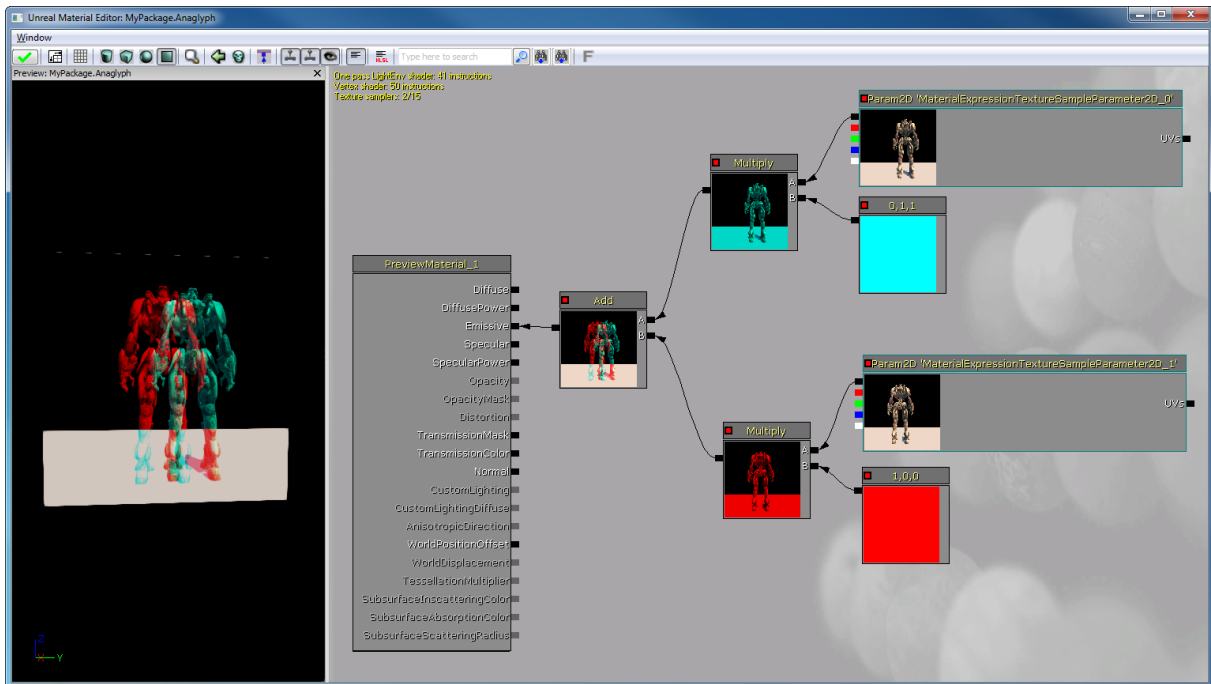 Unreal Material Editor: MyPackage.Anaglyph
Window
HLSL
Type here to search
F
Preview: MyPackage.Anaglyph
Z
X Y
One pass LightEnv shader: 41 instructions
Vertex shader: 50 instructions
Texture samplers: 2/15
Param2D 'MaterialExpressionTextureSampleParameter2D_0'
UVs
Multiply
A
B
0,1,1
PreviewMaterial_1
Diffuse
DiffusePower
Emissive
Specular
SpecularPower
Opacity
OpacityMask
Distortion
TransmissionMask
TransmissionColor
Normal
CustomLighting
CustomLightingDiffuse
AnisotropicDirection
WorldPositionOffset
WorldDisplacement
TessellationMultiplier
SubsurfaceInscatteringColor
SubsurfaceAbsorptionColor
SubsurfaceScatteringRadius
Add
A
B
Param2D 'MaterialExpressionTextureSampleParameter2D_1'
UVs
Multiply
A
B
1,0,0